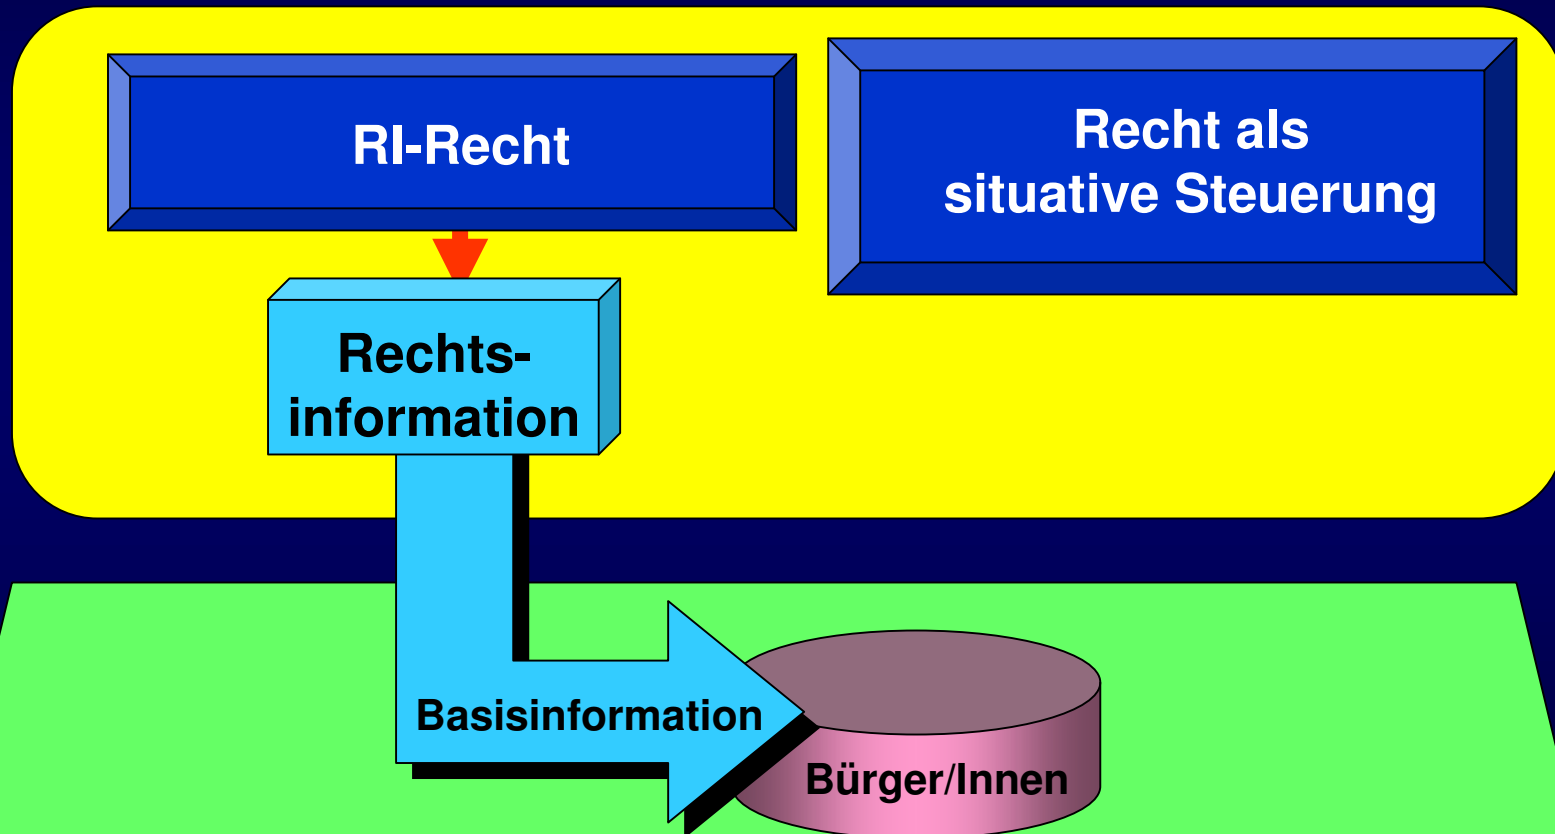 RI-Recht
Recht als
situative Steuerung
Rechts-
information
Basisinformation
Bürger/Innen